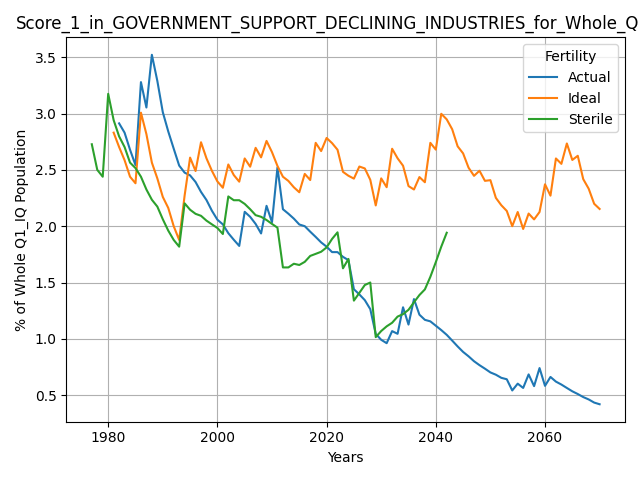 Score_1_in_GOVERNMENT_SUPPORT_DECLINING_INDUSTRIES_for_Whole_Q
Fertility
Actual
Ideal
Sterile
% of Whole Q1_IQ Population
3.5
3.0
2.5
2.0
1.5
1.0
0.5
1980 2000 2020 2040 2060
Years